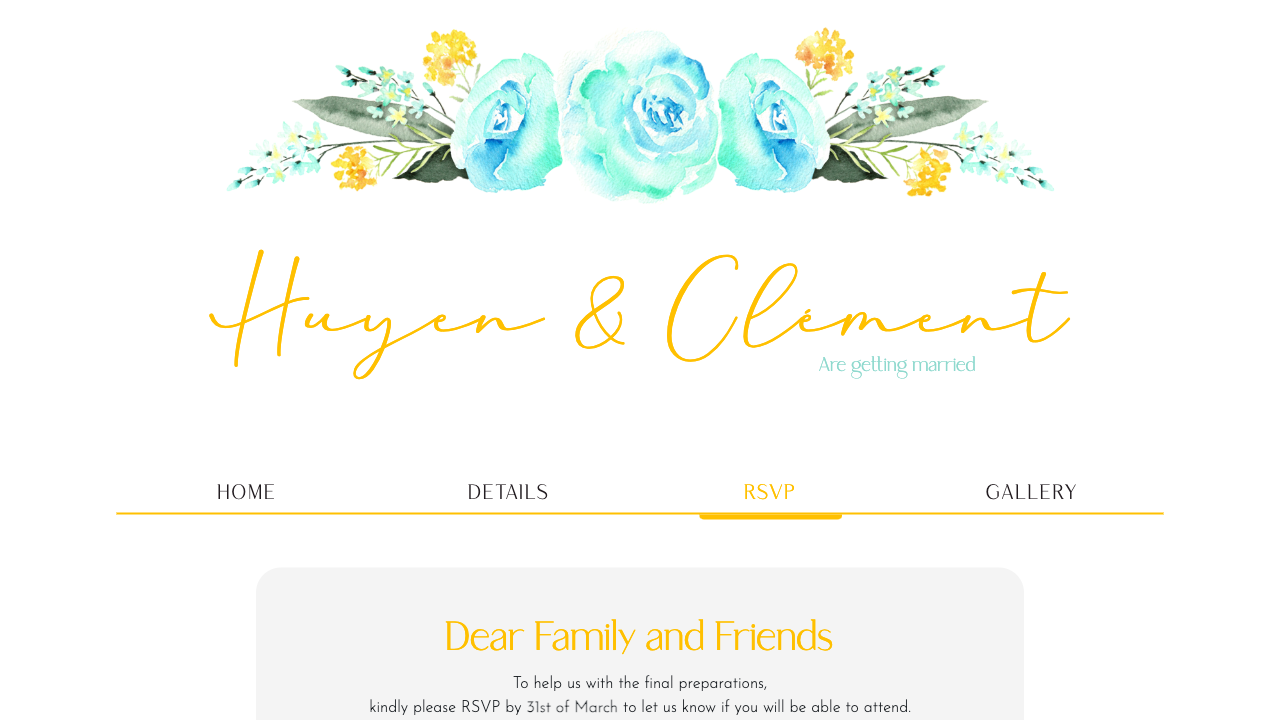 Huyen & Clément
Are getting married
HOME DETAILS RSVP GALLERY
Dear Family and Friends
To help us with the final preparations,
kindly please RSVP by 31st of March to let us know if you will be able to attend.